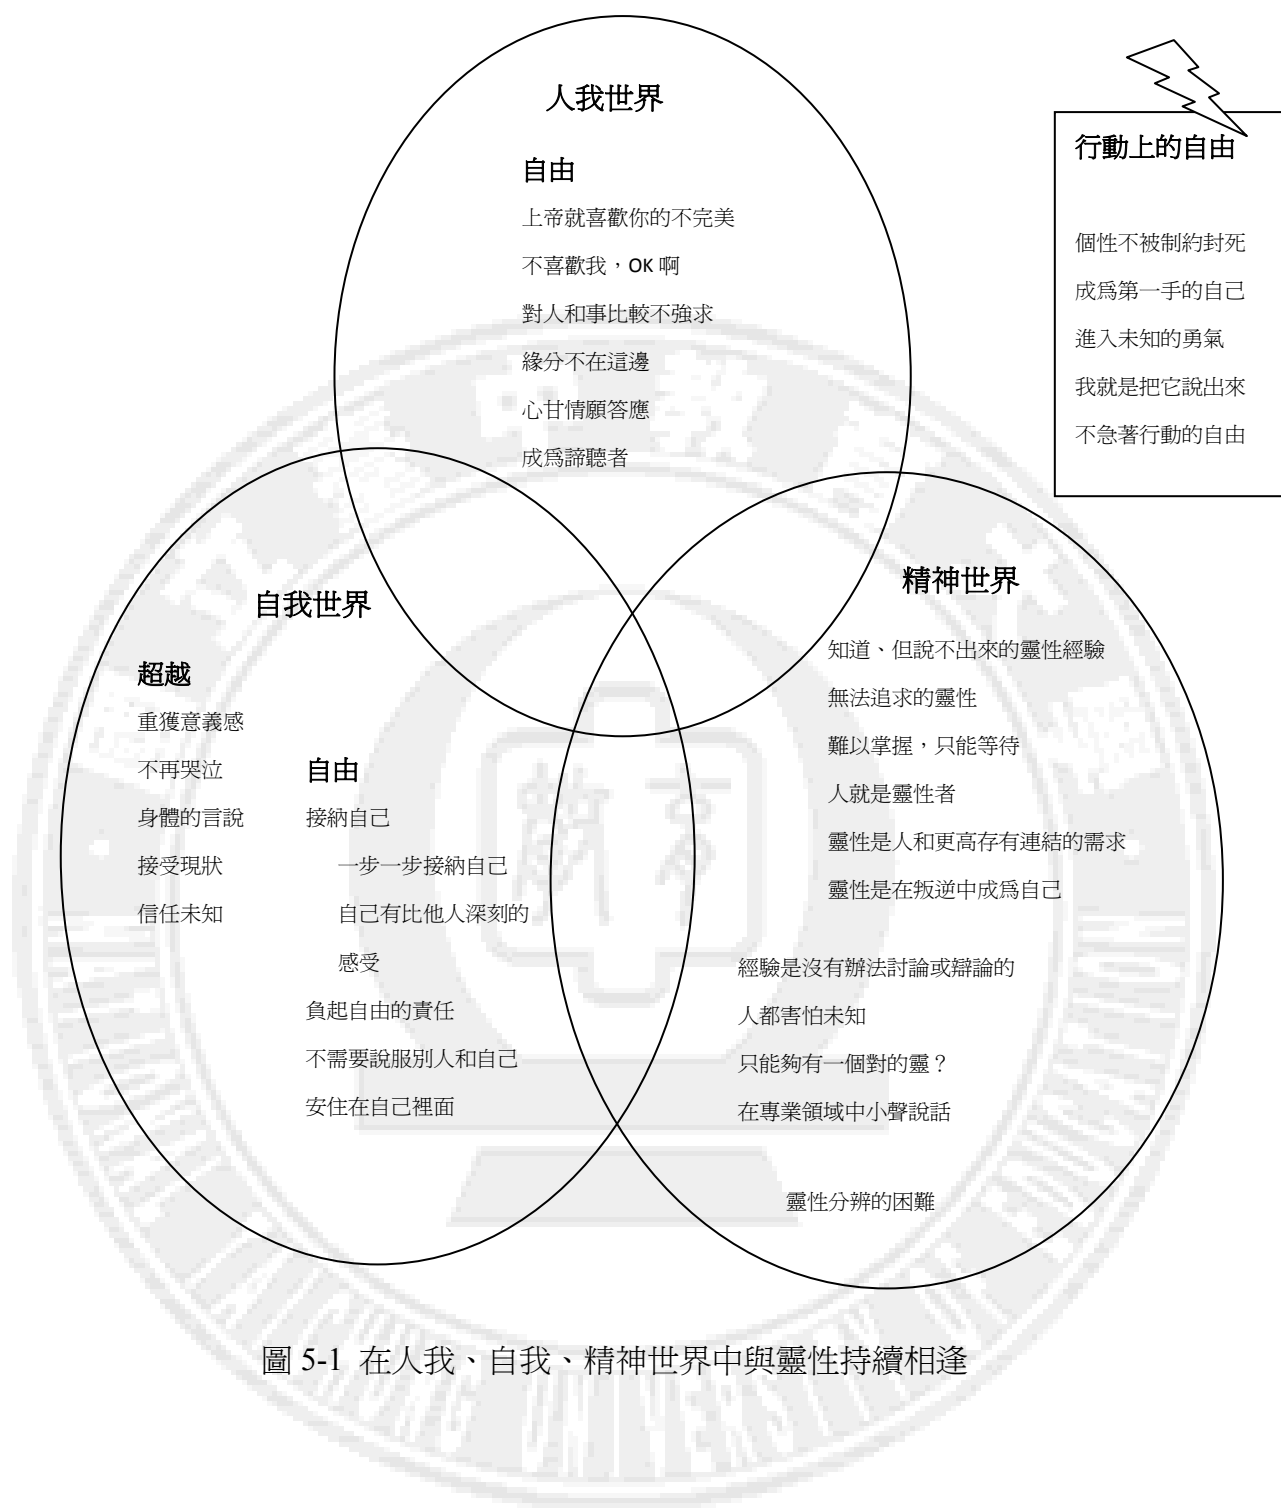 人我世界
自由
上帝就喜歡你的不完美
不喜歡我，OK 啊
對人和事比較不強求
緣分不在這邊
心甘情願答應
成爲諦聽者
行動上的自由
個性不被制約封死
成爲第一手的自己
進入未知的勇氣
我就是把它說出來
不急著行動的自由
自我世界
超越
重獲意義感
不再哭泣
身體的言說
接受現狀
信任未知
自由
接納自己
一步一步接納自己
自己有比他人深刻的
感受
負起自由的責任
不需要說服別人和自己
安住在自己裡面
精神世界
知道、但說不出來的靈性經驗
無法追求的靈性
難以掌握，只能等待
人就是靈性者
靈性是人和更高存有連結的需求
靈性是在叛逆中成爲自己
經驗是沒有辦法討論或辯論的
人都害怕未知
只能夠有一個對的靈？
在專業領域中小聲說話
靈性分辨的困難
圖 5-1 在人我、自我、精神世界中與靈性持續相逢